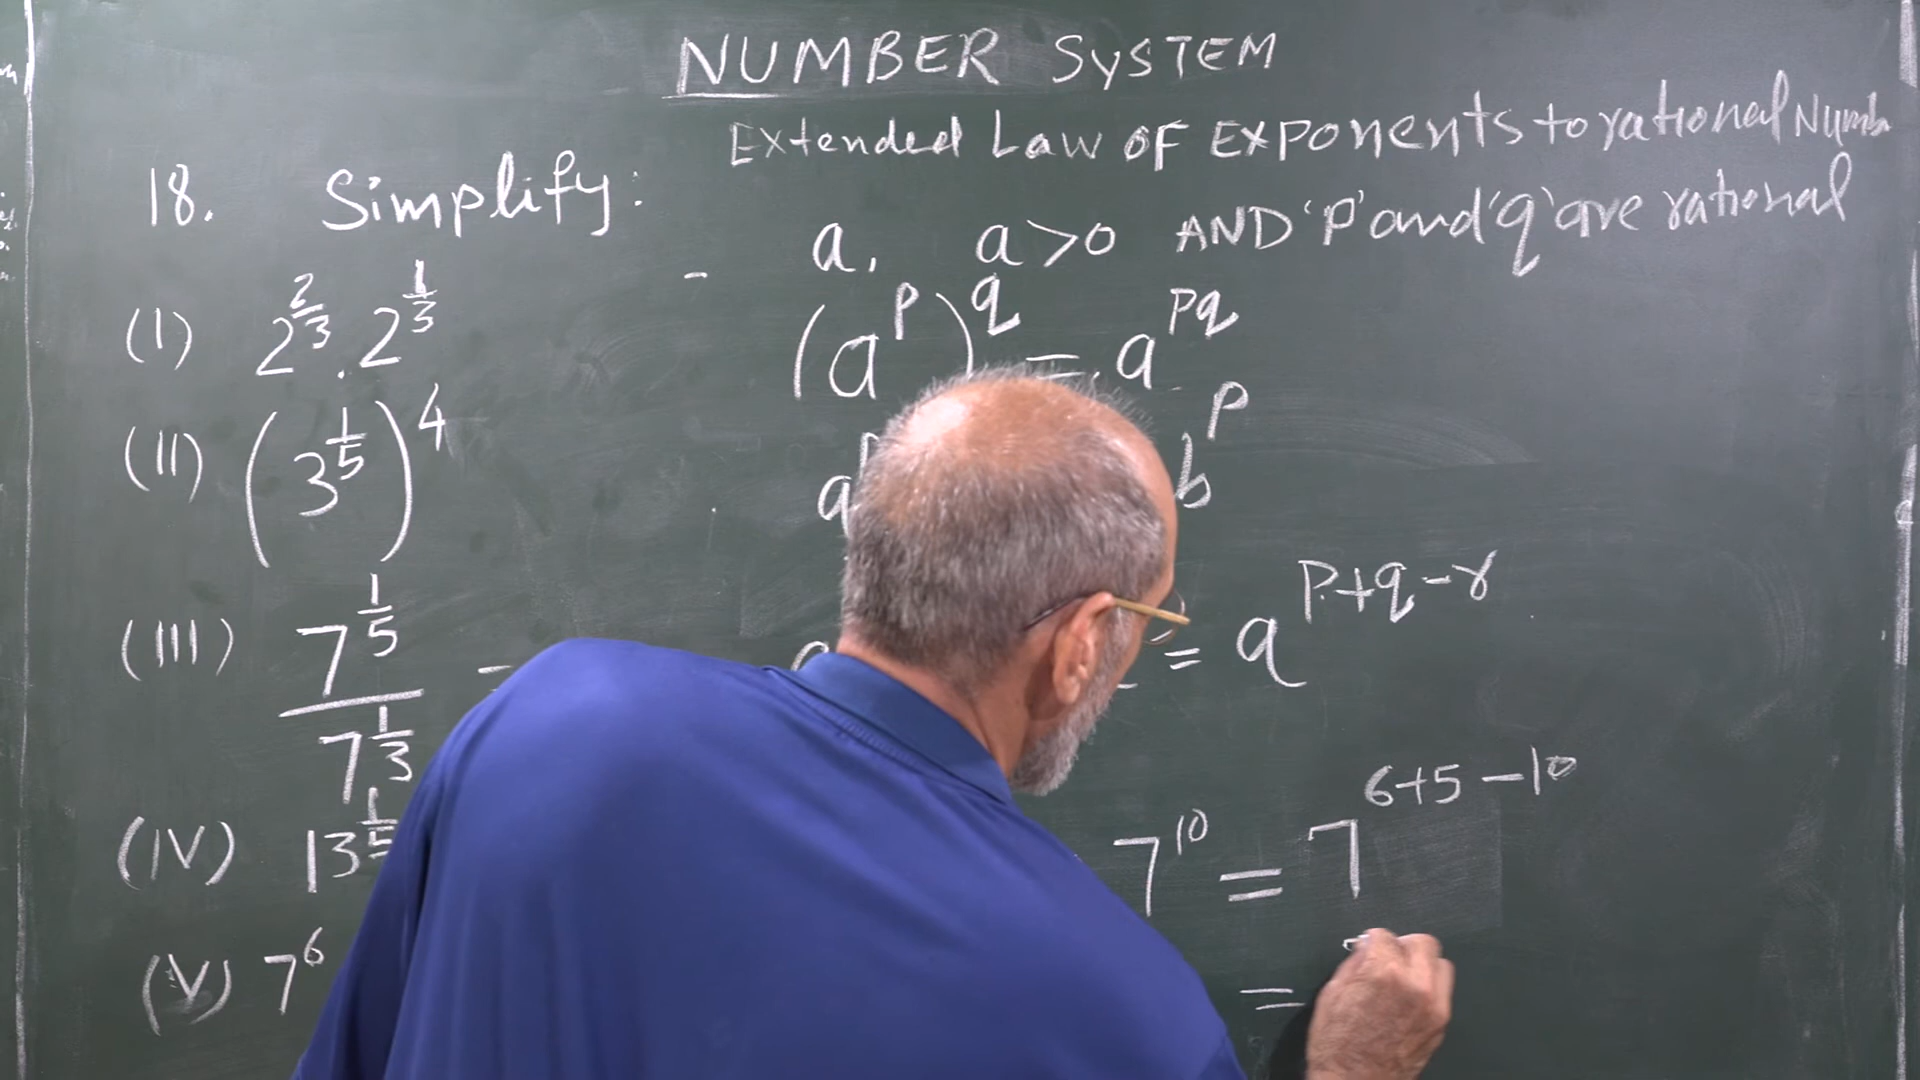 NUMBER SYSTEM
Extended Law OF EXPONENTS to rational Numb
18. Simplify:
a, a>0 AND 'P' and 'q' are rational
(I) 2^{2/3} . 2^{1/3}
(a^p)^q = a^{pq}
(II) (3^{1/5})^4
a b^p
(III) 7^{1/5} / 7^{1/3} =
= a^{p+q-r}
(IV) 13^{1/5}
7^{10} = 7^{6+5-10}
(V) 7^6
=